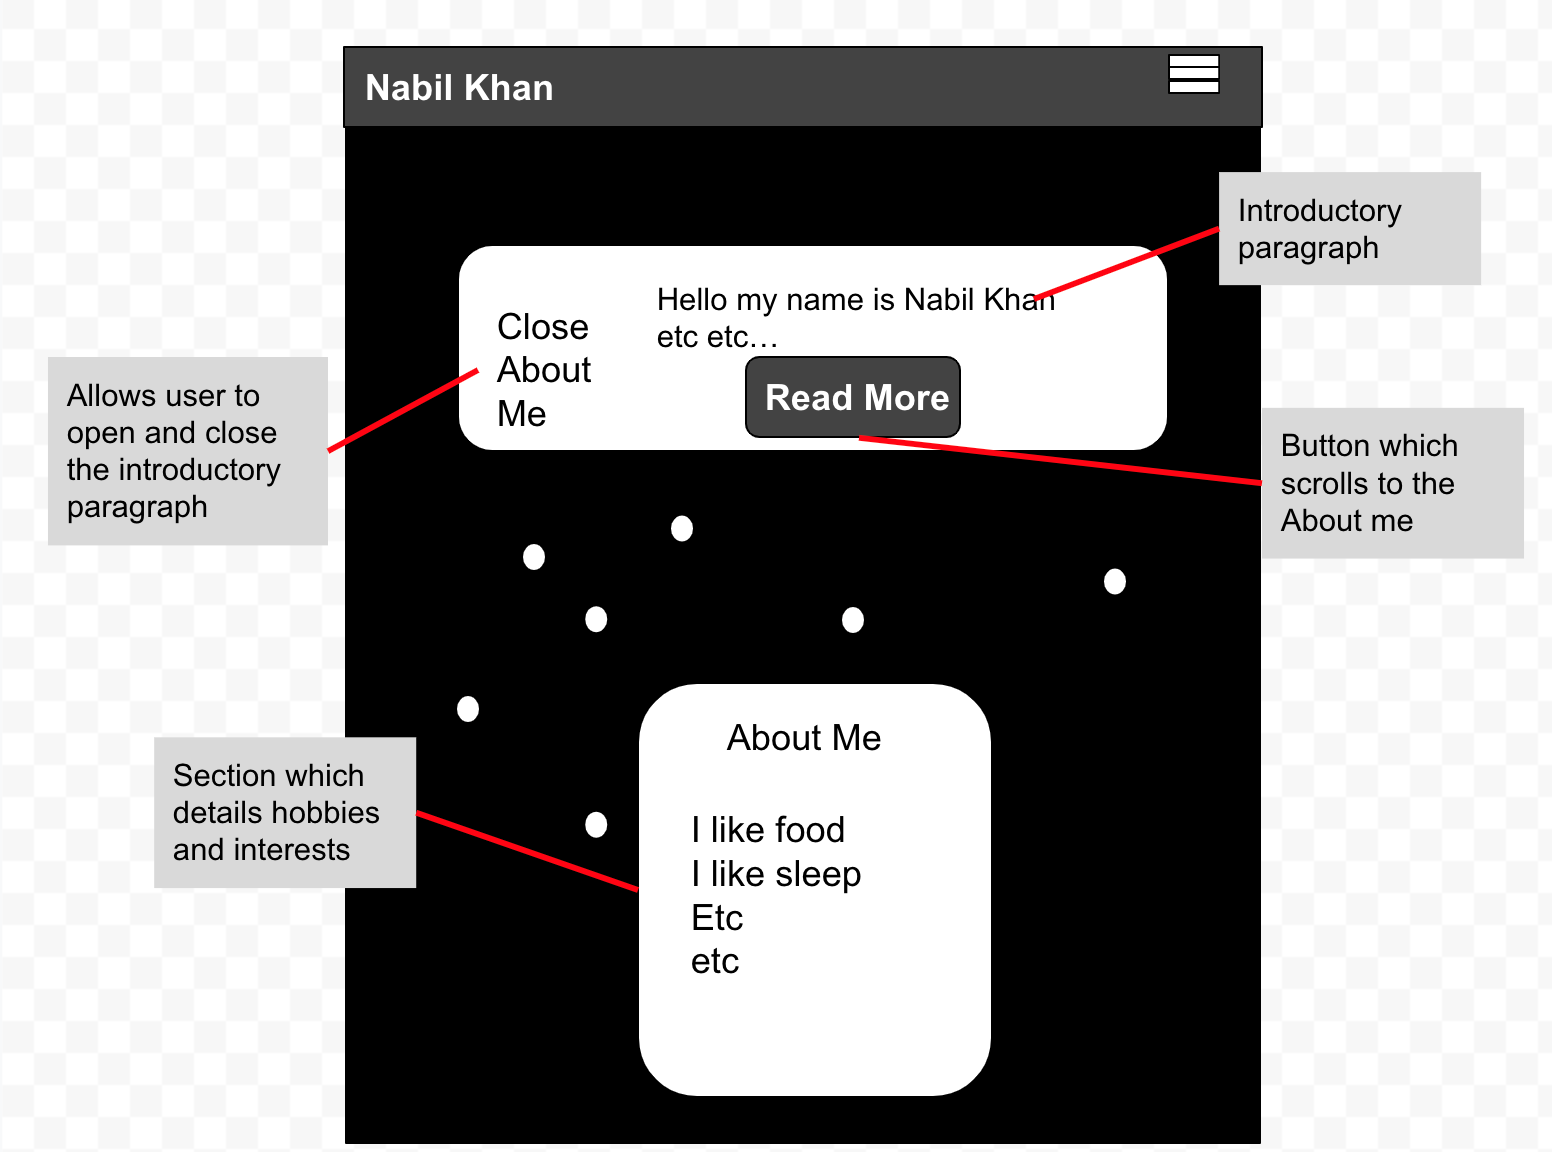 Nabil Khan
Introductory
paragraph
Hello my name is Nabil Khan
etc etc…
Close
About
Me
Read More
Allows user to
open and close
the introductory
paragraph
Button which
scrolls to the
About me
About Me
Section which
details hobbies
and interests
I like food
I like sleep
Etc
etc